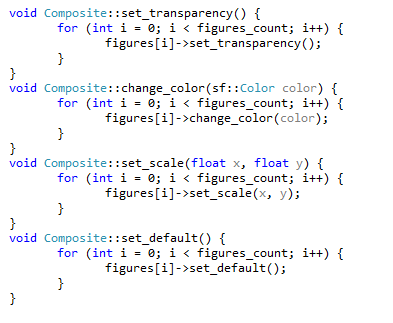 void Composite::set_transparency() {
for (int i = 0; i < figures_count; i++) {
figures[i]->set_transparency();
}
}
void Composite::change_color(sf::Color color) {
for (int i = 0; i < figures_count; i++) {
figures[i]->change_color(color);
}
}
void Composite::set_scale(float x, float y) {
for (int i = 0; i < figures_count; i++) {
figures[i]->set_scale(x, y);
}
}
void Composite::set_default() {
for (int i = 0; i < figures_count; i++) {
figures[i]->set_default();
}
}